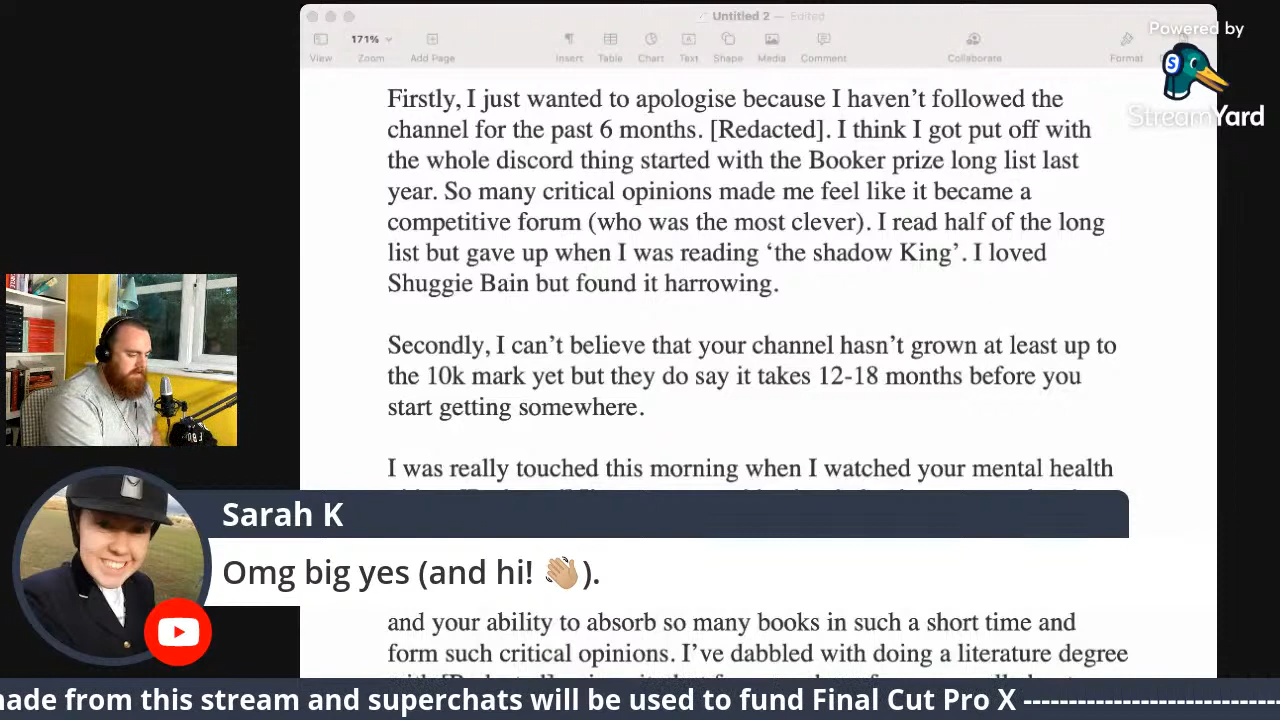 Untitled 2 — Edited
Powered by
StreamYard
171%
View
Zoom
Add Page
Insert
Table
Chart
Text
Shape
Media
Comment
Collaborate
Format
Firstly, I just wanted to apologise because I haven't followed the
channel for the past 6 months. [Redacted]. I think I got put off with
the whole discord thing started with the Booker prize long list last
year. So many critical opinions made me feel like it became a
competitive forum (who was the most clever). I read half of the long
list but gave up when I was reading 'the shadow King'. I loved
Shuggie Bain but found it harrowing.
Secondly, I can't believe that your channel hasn't grown at least up to
the 10k mark yet but they do say it takes 12-18 months before you
start getting somewhere.
I was really touched this morning when I watched your mental health
Sarah K
Omg big yes (and hi! 👋🏼).
and your ability to absorb so many books in such a short time and
form such critical opinions. I've dabbled with doing a literature degree
made from this stream and superchats will be used to fund Final Cut Pro X ----------------------------